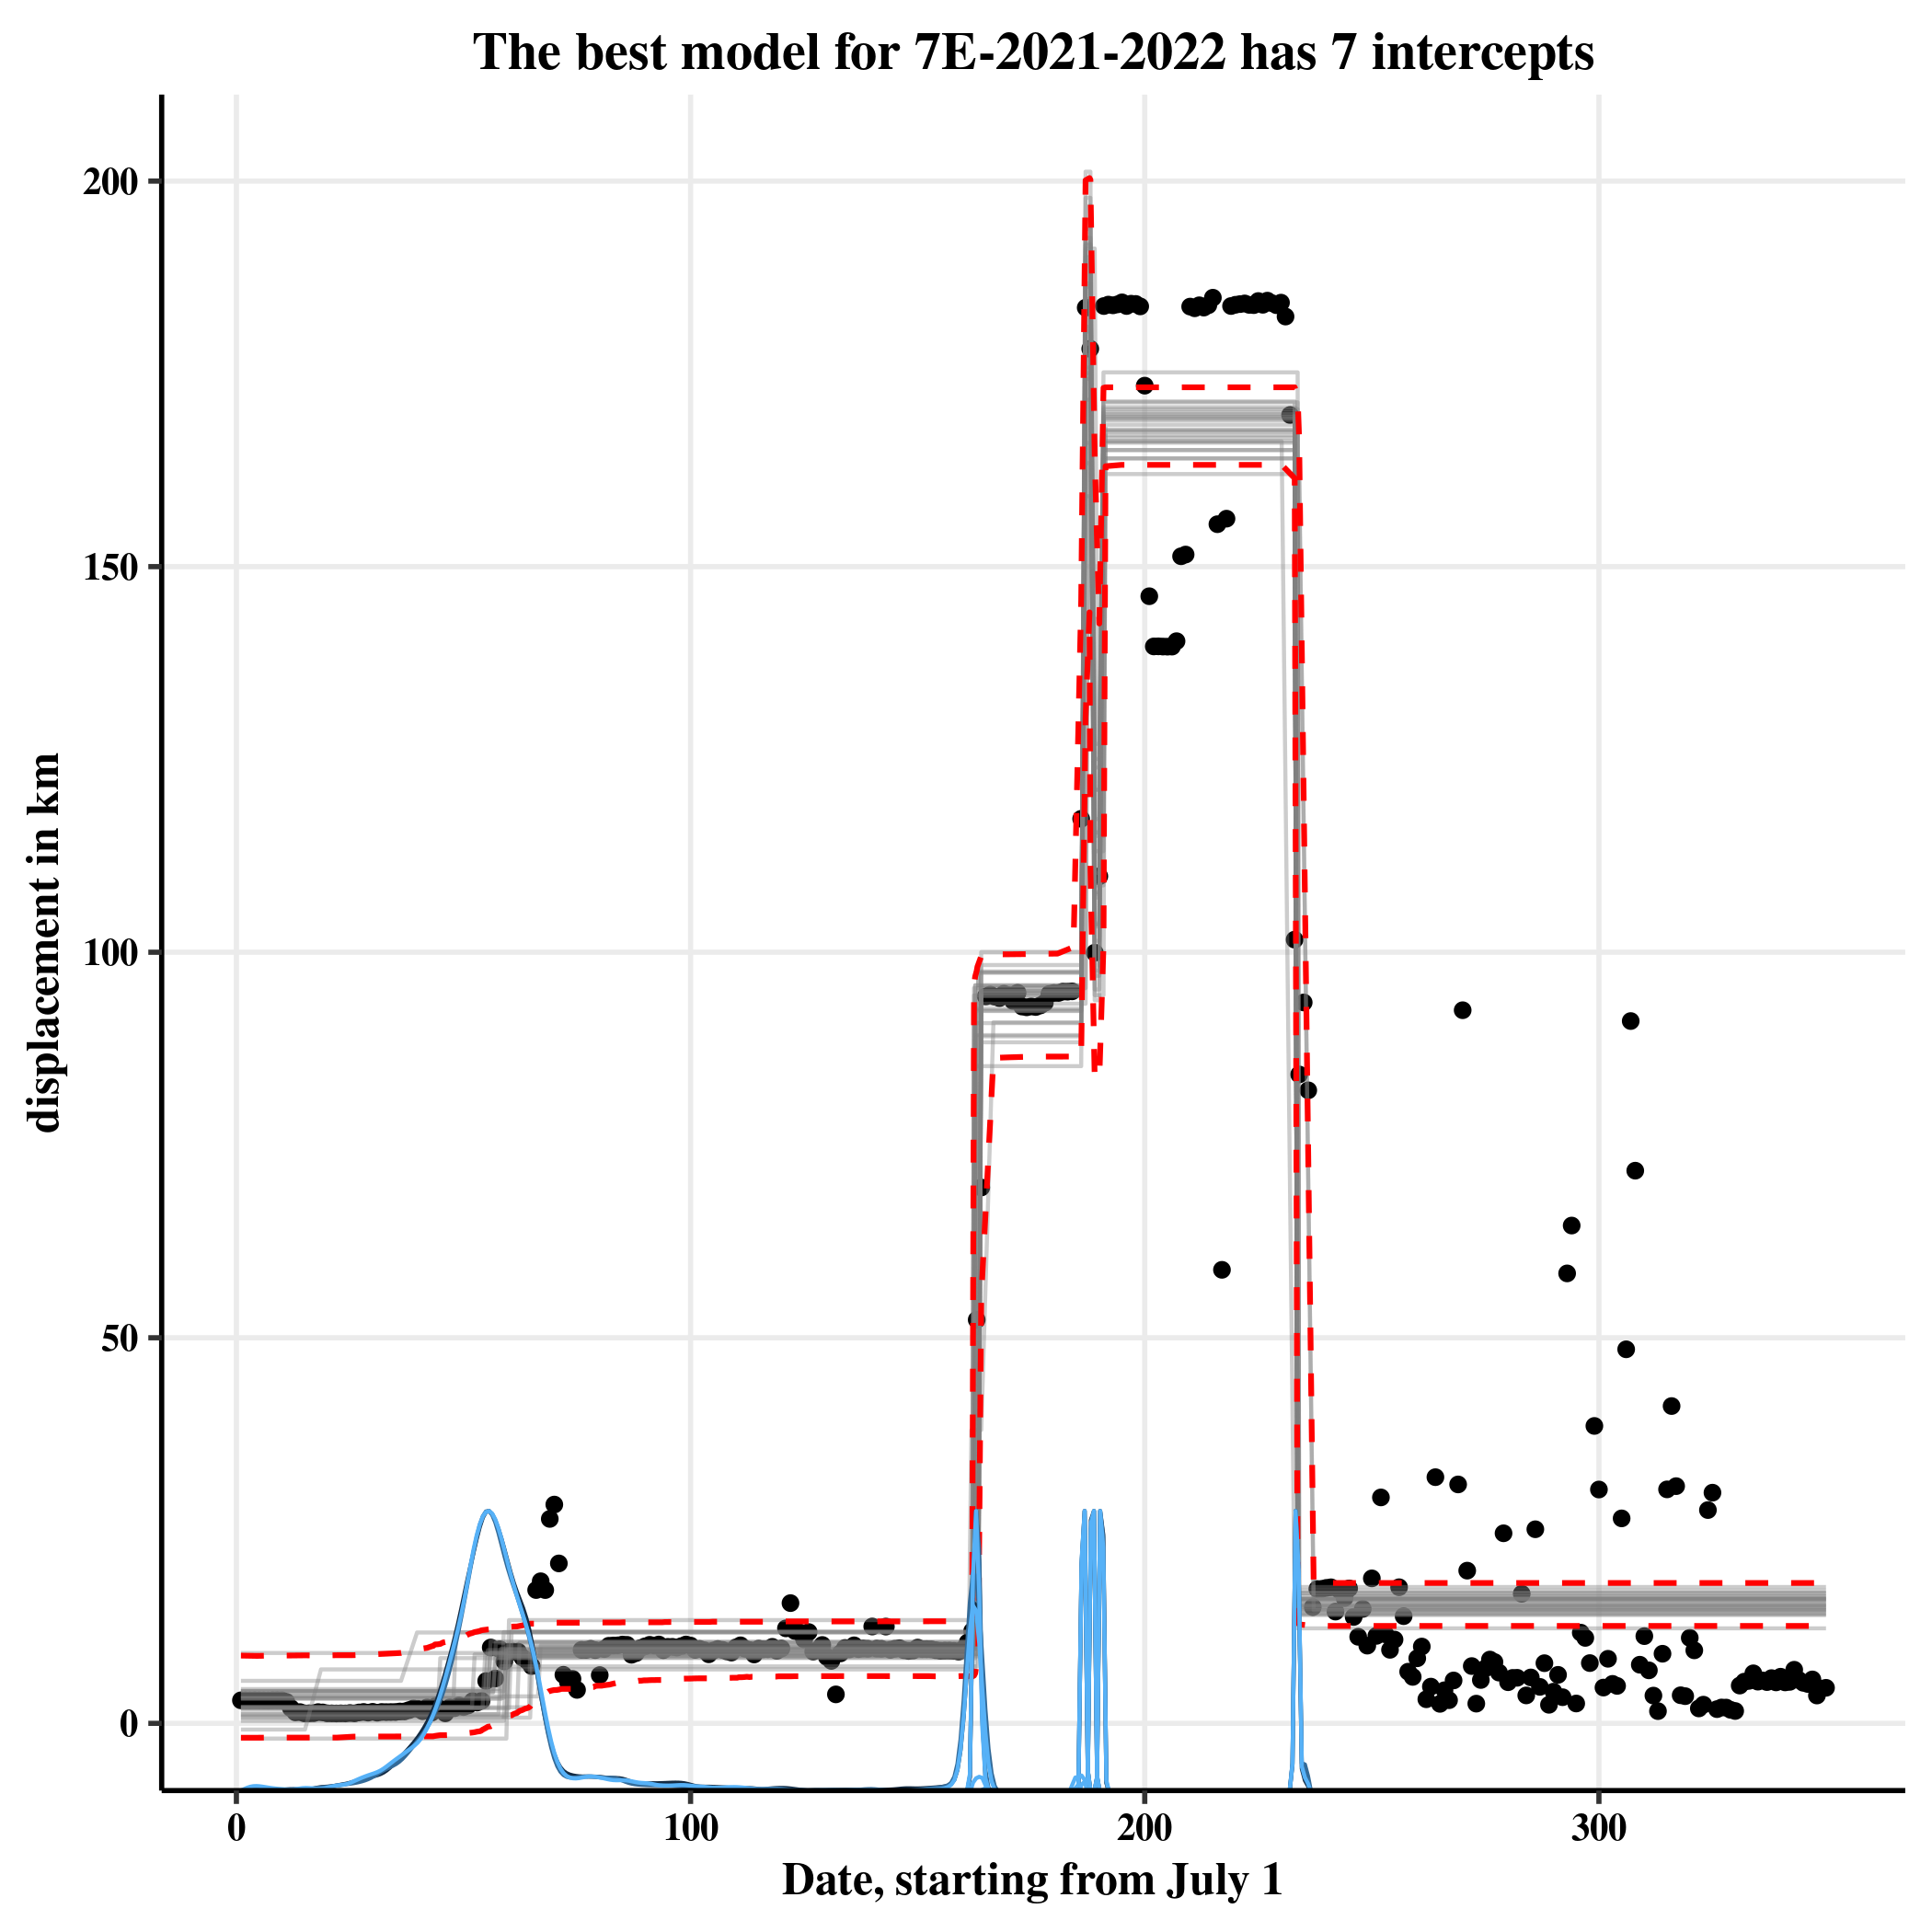 The best model for 7E-2021-2022 has 7 intercepts
200
150
100
50
0
displacement in km
0 100 200 300
Date, starting from July 1